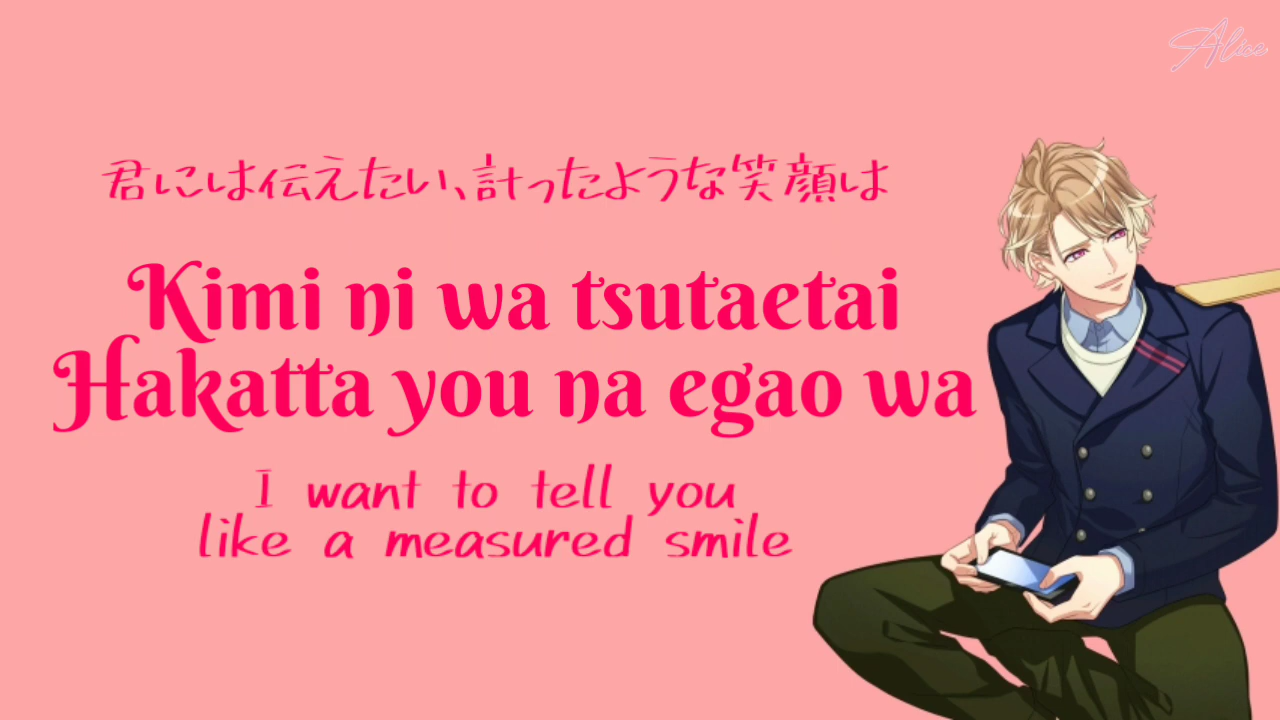 Alise
君には伝えたい、計ったような笑顔は
Kimi ni wa tsutaetai
Hakatta you na egao wa
I want to tell you
like a measured smile